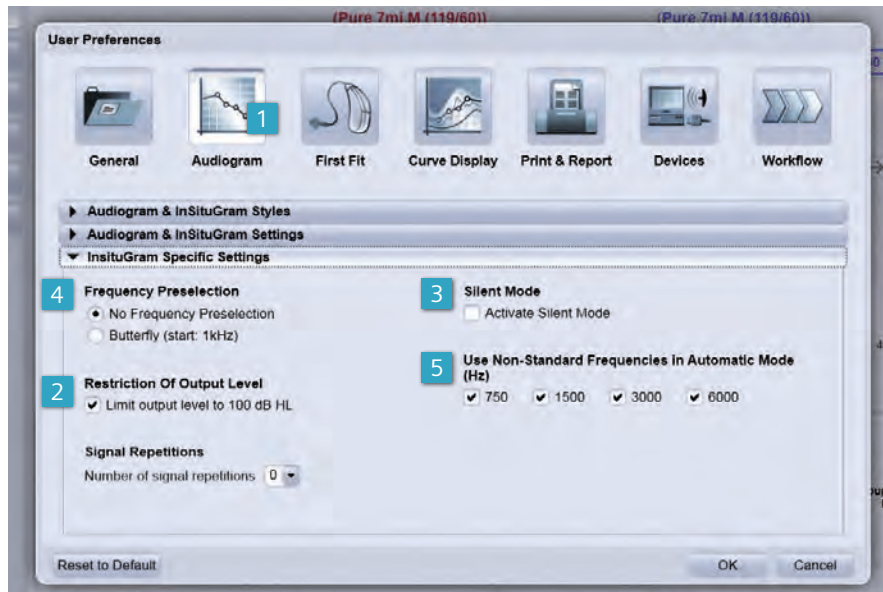 (Pure 7mi M (119/60)) (Pure 7mi M (119/60))
User Preferences
1
General Audiogram First Fit Curve Display Print & Report Devices Workflow
Audiogram & InSituGram Styles
Audiogram & InSituGram Settings
InsituGram Specific Settings
4 Frequency Preselection
No Frequency Preselection
Butterfly (start: 1kHz)
2 Restriction Of Output Level
Limit output level to 100 dB HL
Signal Repetitions
Number of signal repetitions 0
3 Silent Mode
Activate Silent Mode
5 Use Non-Standard Frequencies in Automatic Mode
(Hz)
750 1500 3000 6000
Reset to Default OK Cancel